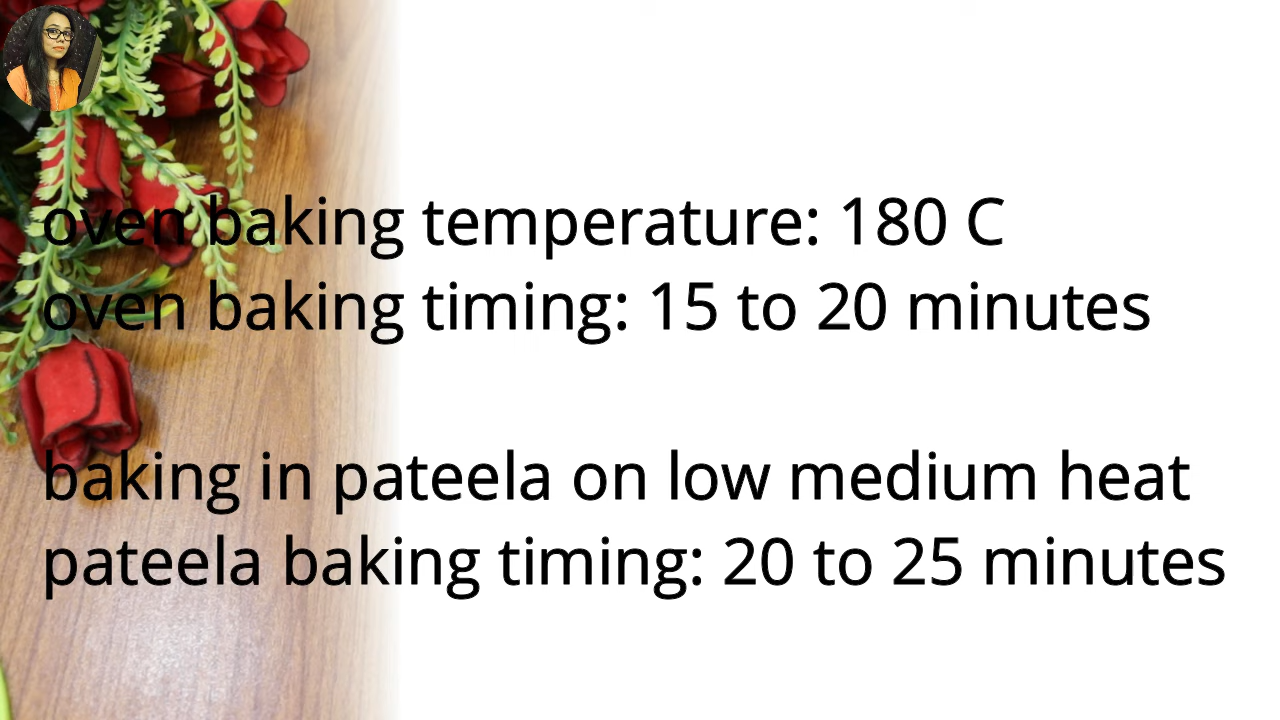 oven baking temperature: 180 C
oven baking timing: 15 to 20 minutes
baking in pateela on low medium heat
pateela baking timing: 20 to 25 minutes